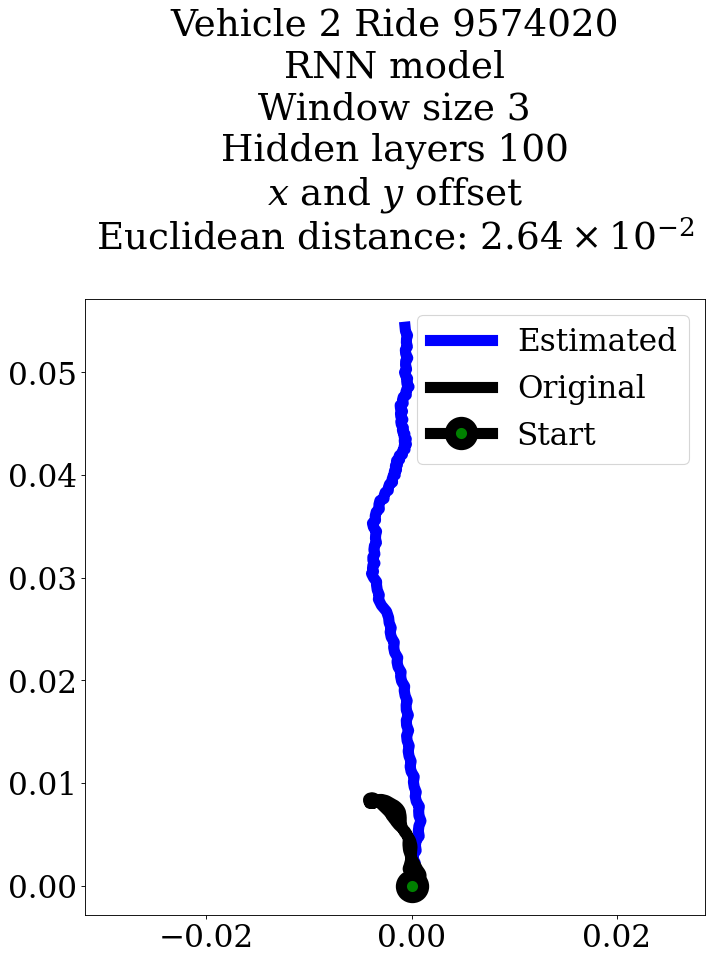 Vehicle 2 Ride 9574020
RNN model
Window size 3
Hidden layers 100
x and y offset
Euclidean distance: 2.64 × 10⁻²
Estimated
Original
Start
0.05
0.04
0.03
0.02
0.01
0.00
−0.02 0.00 0.02